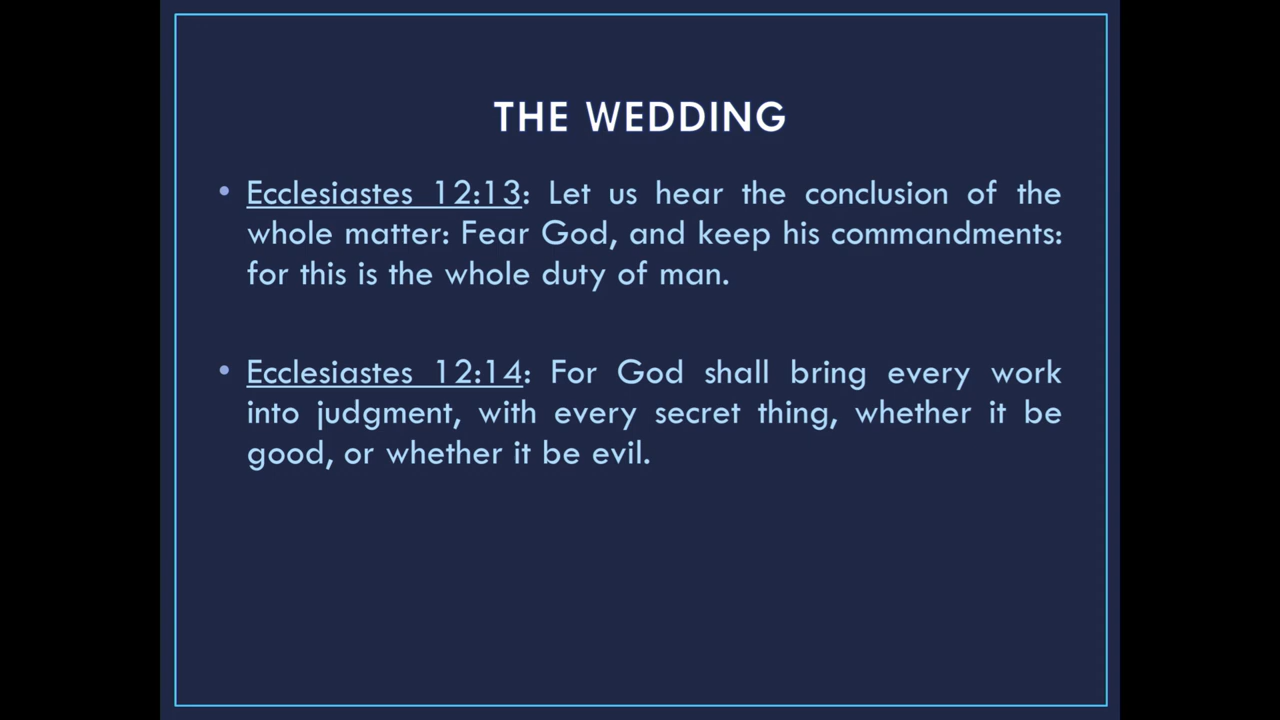 THE WEDDING
• Ecclesiastes 12:13: Let us hear the conclusion of the
whole matter: Fear God, and keep his commandments:
for this is the whole duty of man.
• Ecclesiastes 12:14: For God shall bring every work
into judgment, with every secret thing, whether it be
good, or whether it be evil.